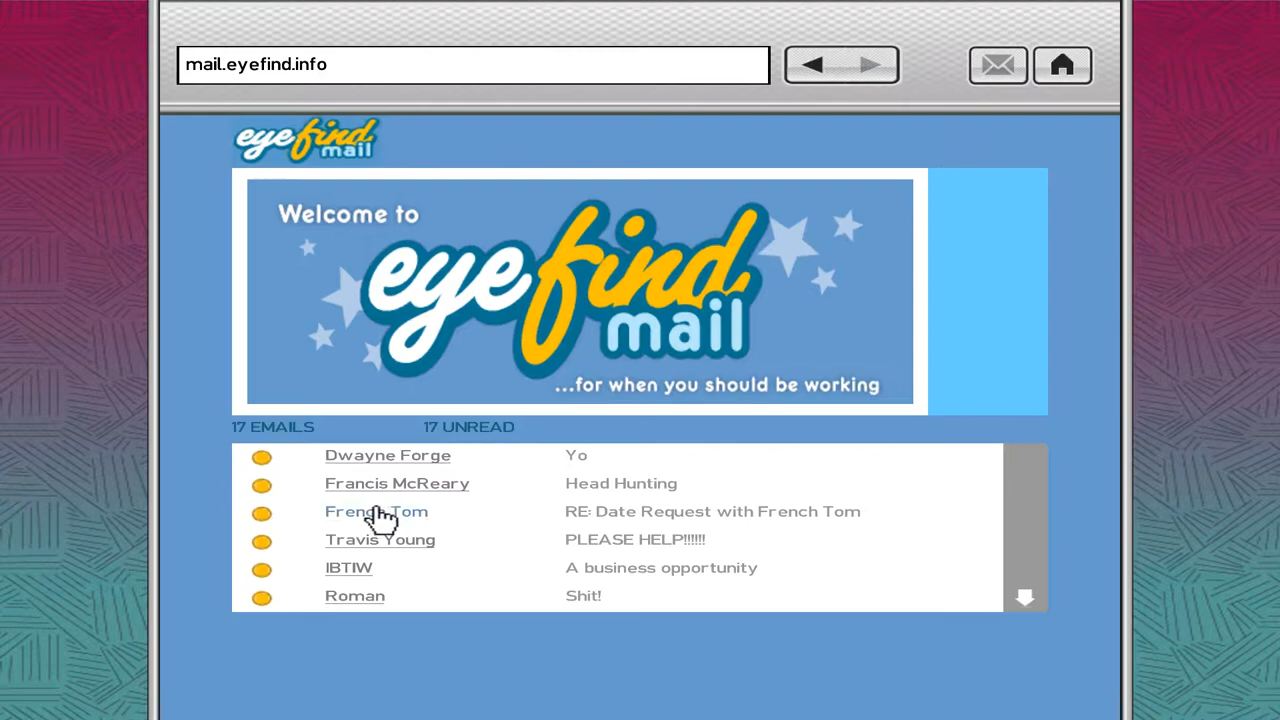 mail.eyefind.info
eyefind mail
Welcome to
eyefind mail
...for when you should be working
17 EMAILS 17 UNREAD
Dwayne Forge Yo
Francis McReary Head Hunting
French Tom RE: Date Request with French Tom
Travis Young PLEASE HELP!!!!!!
IBTIW A business opportunity
Roman Shit!